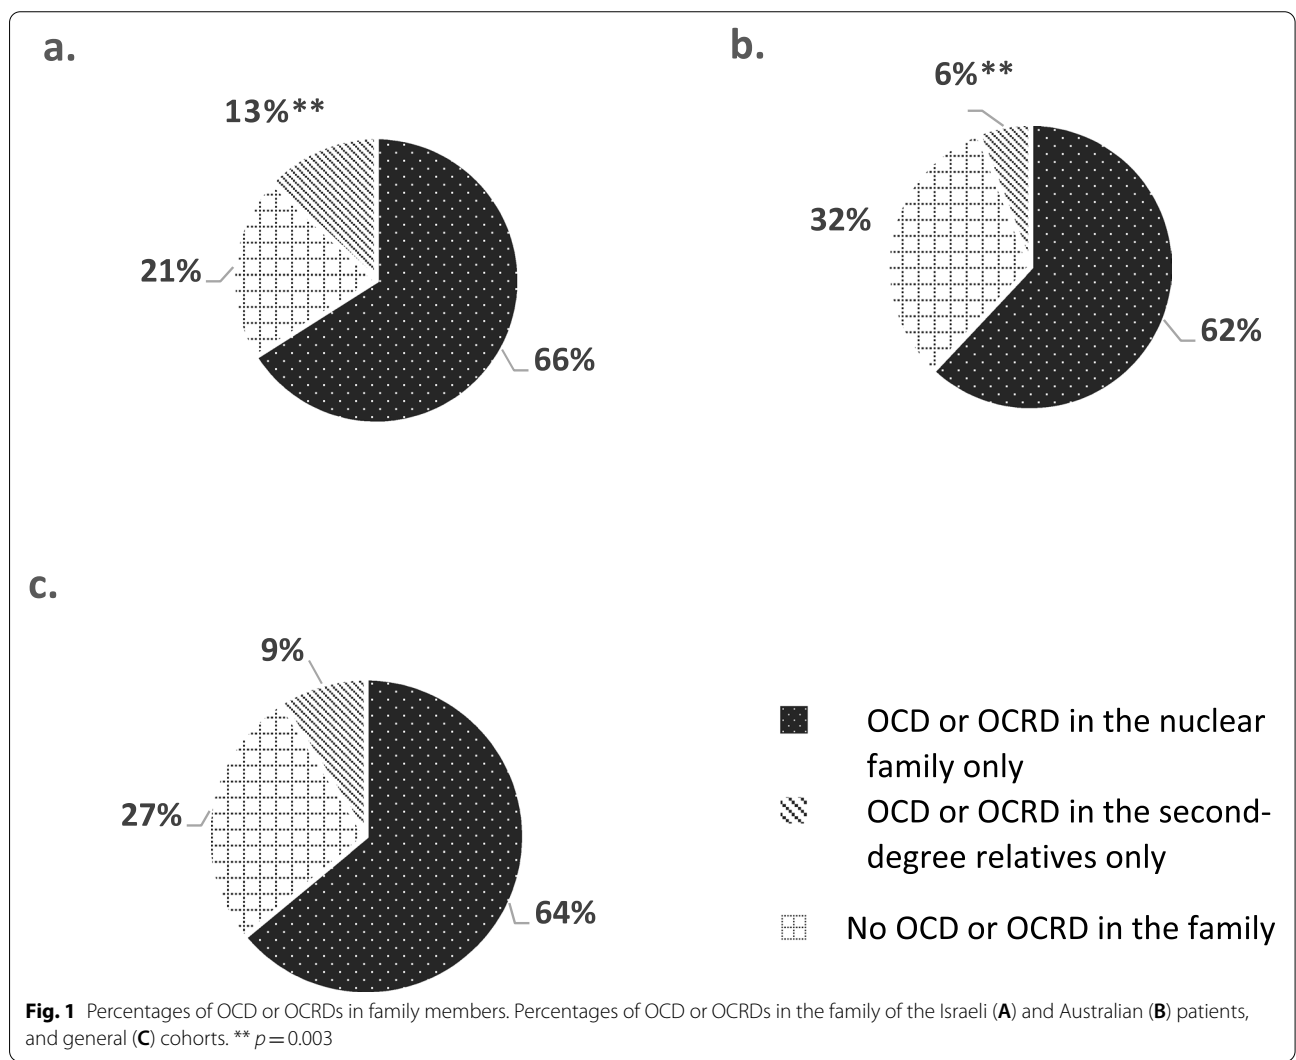 a.
13%**
21%
66%
b.
6%**
32%
62%
c.
9%
27%
64%
OCD or OCRD in the nuclear
family only
OCD or OCRD in the second-
degree relatives only
No OCD or OCRD in the family
Fig. 1 Percentages of OCD or OCRDs in family members. Percentages of OCD or OCRDs in the family of the Israeli (A) and Australian (B) patients,
and general (C) cohorts. ** p = 0.003